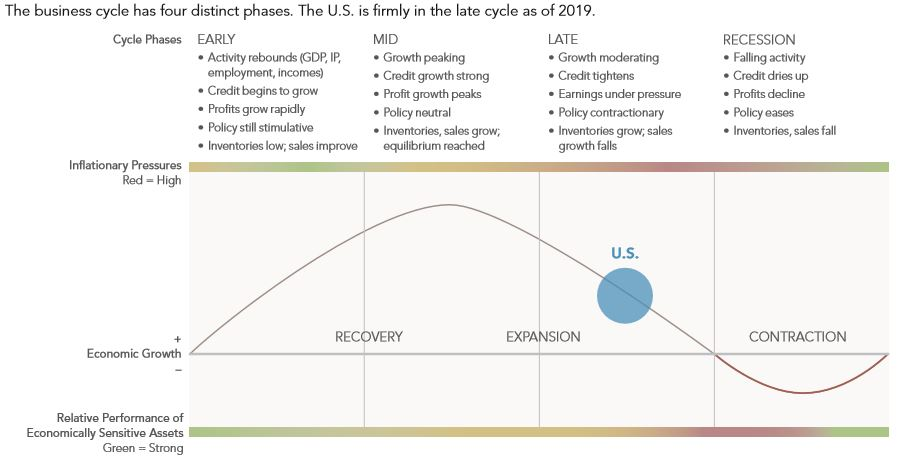 The business cycle has four distinct phases. The U.S. is firmly in the late cycle as of 2019.
Cycle Phases
EARLY
• Activity rebounds (GDP, IP,
employment, incomes)
• Credit begins to grow
• Profits grow rapidly
• Policy still stimulative
• Inventories low; sales improve
MID
• Growth peaking
• Credit growth strong
• Profit growth peaks
• Policy neutral
• Inventories, sales grow;
equilibrium reached
LATE
• Growth moderating
• Credit tightens
• Earnings under pressure
• Policy contractionary
• Inventories grow; sales
growth falls
RECESSION
• Falling activity
• Credit dries up
• Profits decline
• Policy eases
• Inventories, sales fall
Inflationary Pressures
Red = High
U.S.
RECOVERY
EXPANSION
CONTRACTION
+
Economic Growth
–
Relative Performance of
Economically Sensitive Assets
Green = Strong